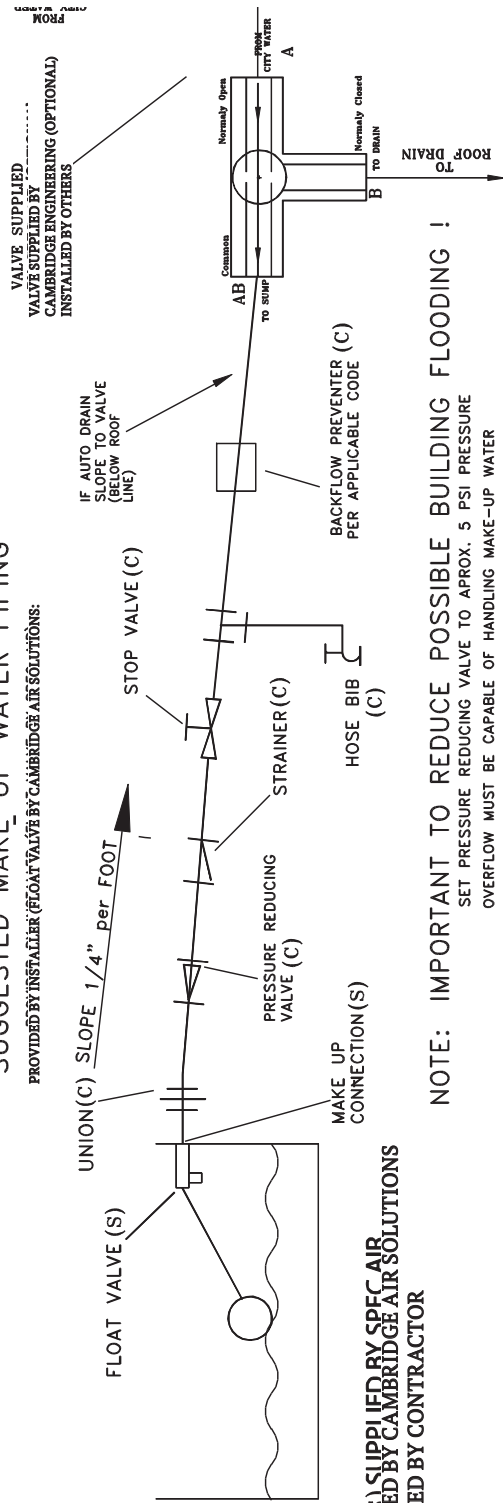 SUGGESTED MAKE UP WATER PIPING
PROVIDED BY INSTALLER (FLOAT VALVE BY CAMBRIDGE AIR SOLUTIONS:
VALVE SUPPLIED
VALVE SUPPLIED BY
CAMBRIDGE ENGINEERING (OPTIONAL)
INSTALLED BY OTHERS
FROM
CITY WATER
UNION(C)
SLOPE 1/4" per FOOT
STOP VALVE(C)
IF AUTO DRAIN
SLOPE TO VALVE
(BELOW ROOF
LINE)
FLOAT VALVE(S)
Common
Normaly Open
AB
TO SUMP
FROM
CITY WATER
A
MAKE UP
CONNECTION(S)
PRESSURE REDUCING
VALVE (C)
STRAINER(C)
HOSE BIB
(C)
BACKFLOW PREVENTER (C)
PER APPLICABLE CODE
Normaly Closed
B
TO DRAIN
TO
ROOF DRAIN
) SUPPLIED BY SPEC AIR
ED BY CAMBRIDGE AIR SOLUTIONS
ED BY CONTRACTOR
NOTE: IMPORTANT TO REDUCE POSSIBLE BUILDING FLOODING !
SET PRESSURE REDUCING VALVE TO APROX. 5 PSI PRESSURE
OVERFLOW MUST BE CAPABLE OF HANDLING MAKE-UP WATER